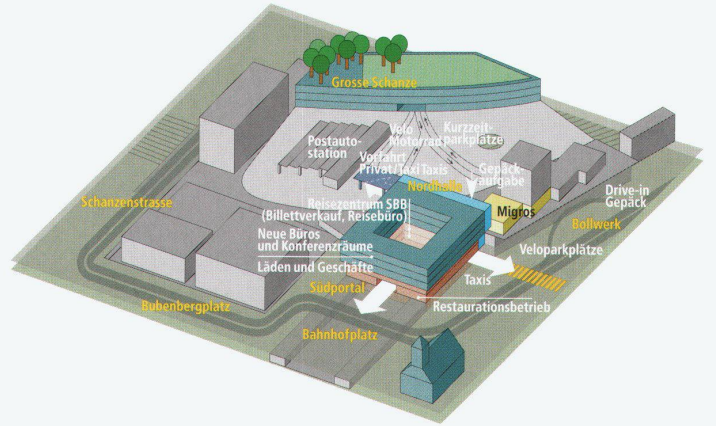 Grosse Schanze
Postauto-
station
Velo
Motorrad
Kurzzeit-
parkplätze
Vorfahrt
Privat/Taxi
Taxis
Nordhalle
Gepäck-
aufgabe
Schanzenstrasse
Reisezentrum SBB
(Billettverkauf, Reisebüro)
Migros
Drive-in
Gepäck
Bollwerk
Neue Büros
und Konferenzräume
Läden und Geschäfte
Veloparkplätze
Südportal
Taxis
Bubenbergplatz
Restaurationsbetrieb
Bahnhofplatz